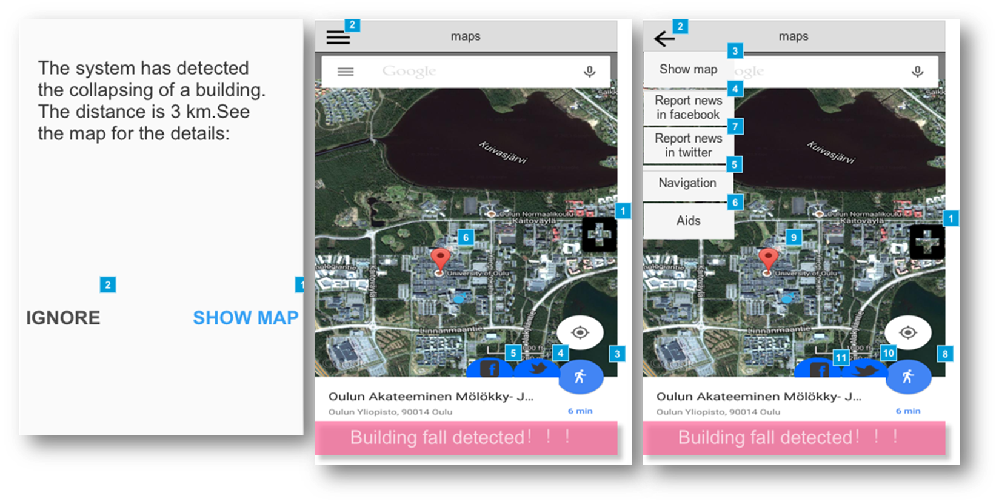 The system has detected
the collapsing of a building.
The distance is 3 km.See
the map for the details:
2
1
IGNORE
SHOW MAP
2
maps
Google
Kuivasjärvi
1
Oulun Normaalikoulu
Kaitoväylä
6
University of Oulu
Linnanmaantie
Alakyläntie
5
4
3
Oulun Akateeminen Mölökky- J...
Oulun Yliopisto, 90014 Oulu
6 min
Building fall detected！！！
2
maps
3
Show map
ogle
4
Report news
in facebook
7
Report news
in twitter
Kuivasjärvi
5
Navigation
6
Aids
1
Oulun Normaalikoulu
Kaitoväylä
9
University of Oulu
Linnanmaantie
Alakyläntie
11
10
8
Oulun Akateeminen Mölökky- J...
Oulun Yliopisto, 90014 Oulu
6 min
Building fall detected！！！